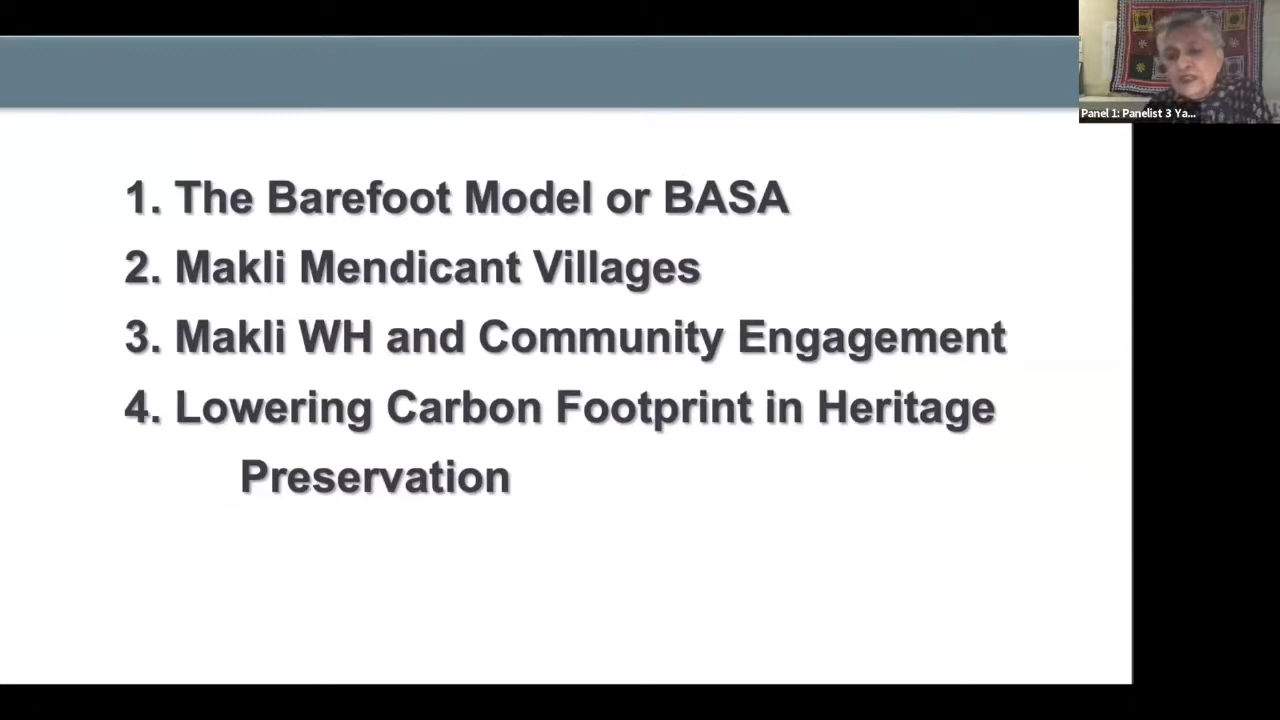 Panel 1: Panelist 3 Ya...
1. The Barefoot Model or BASA
2. Makli Mendicant Villages
3. Makli WH and Community Engagement
4. Lowering Carbon Footprint in Heritage
Preservation